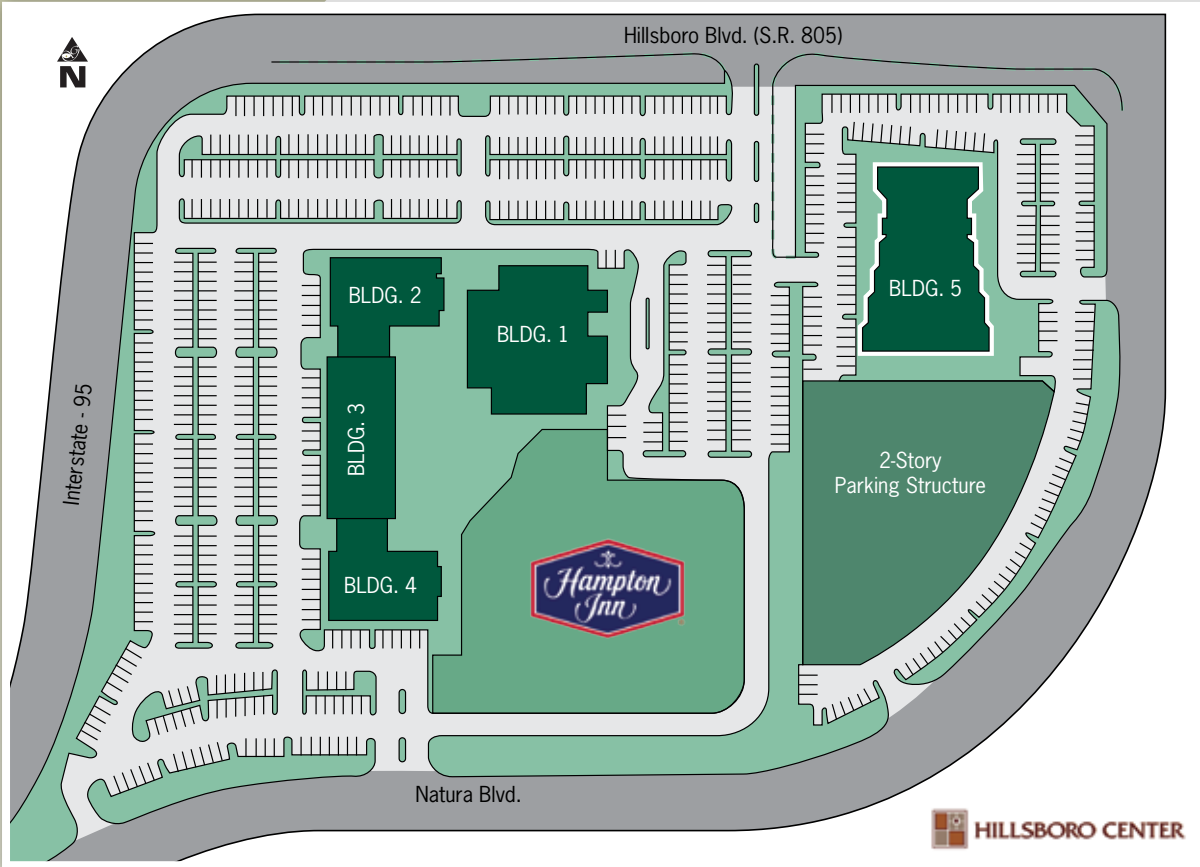 Hillsboro Blvd. (S.R. 805)
N
BLDG. 2
BLDG. 1
BLDG. 5
Interstate - 95
BLDG. 3
2-Story
Parking Structure
BLDG. 4
Hampton
Inn
Natura Blvd.
HILLSBORO CENTER